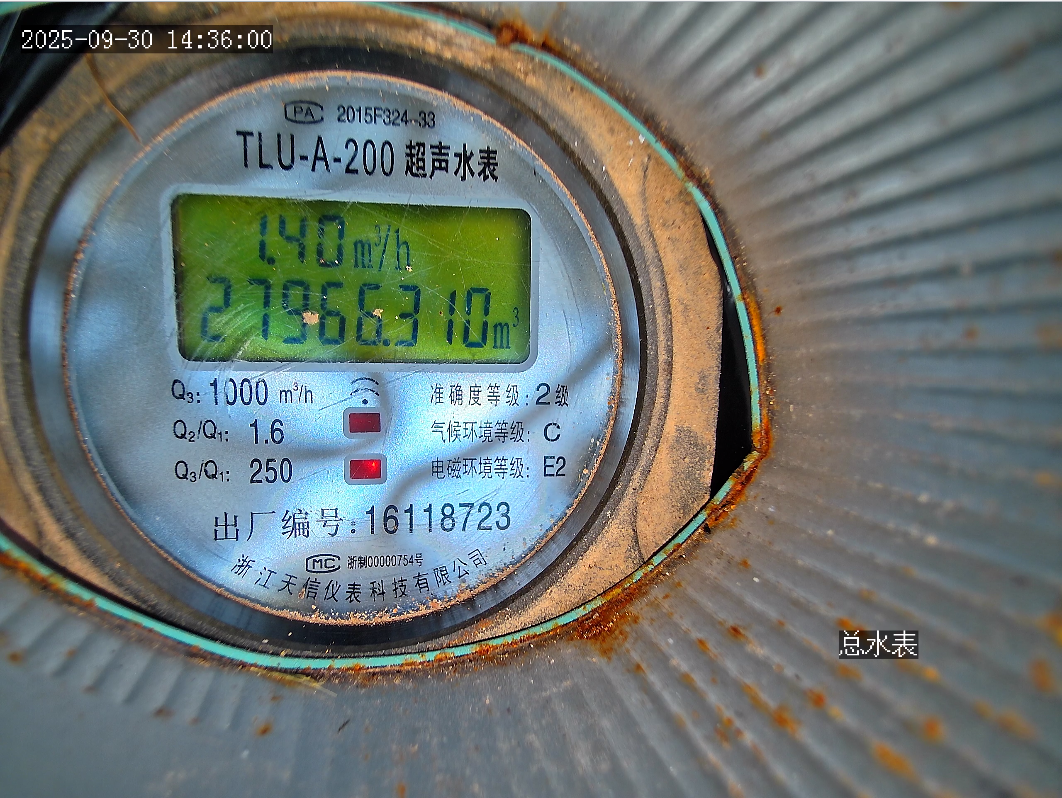 2025-09-30 14:36:00
PA 2015F324-33
TLU-A-200 超声水表
1.40 m³/h
27966.310 m³
Q₃: 1000 m³/h
准确度等级: 2级
Q₂/Q₁: 1.6
气候环境等级: C
Q₃/Q₁: 250
电磁环境等级: E2
出厂编号:16118723
MC 浙制00000754号
浙江天信仪表科技有限公司
总水表